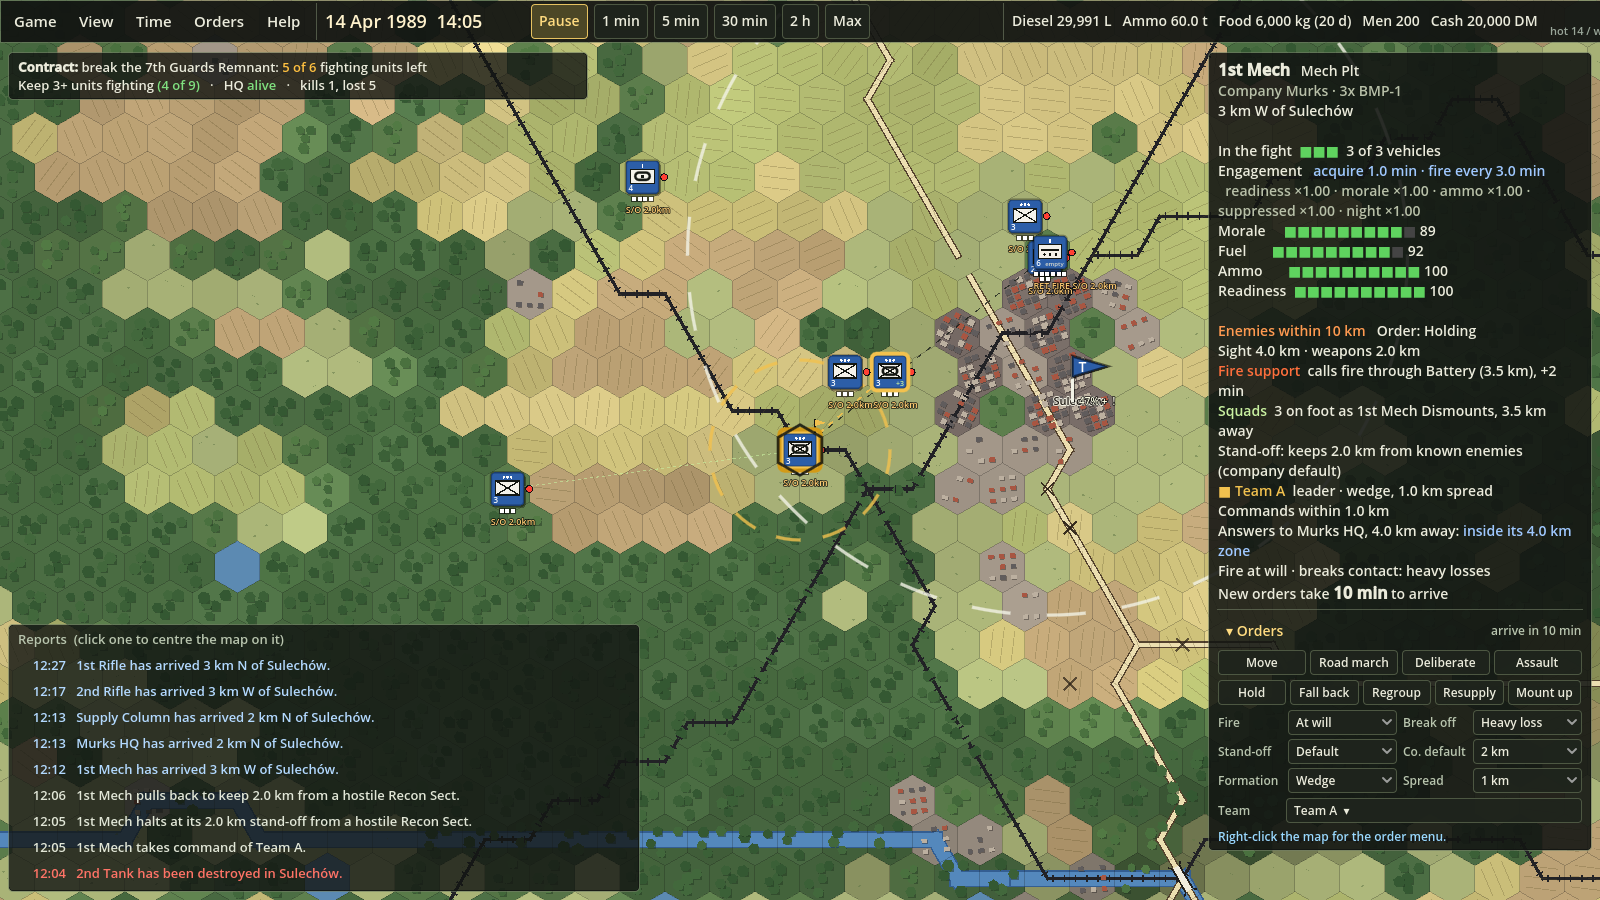 Game View Time Orders Help 14 Apr 1989 14:05 Pause 1 min 5 min 30 min 2 h Max Diesel 29,991 L Ammo 60.0 t Food 6,000 kg (20 d) Men 200 Cash 20,000 DM
hot 14 / w
Contract: break the 7th Guards Remnant: 5 of 6 fighting units left
Keep 3+ units fighting (4 of 9) · HQ alive · kills 1, lost 5
1st Mech Mech Plt
Company Murks · 3x BMP-1
3 km W of Sulechów
In the fight 3 of 3 vehicles
Engagement acquire 1.0 min · fire every 3.0 min
readiness ×1.00 · morale ×1.00 · ammo ×1.00 ·
suppressed ×1.00 · night ×1.00
Morale 89
Fuel 92
Ammo 100
Readiness 100
Enemies within 10 km Order: Holding
Sight 4.0 km · weapons 2.0 km
Fire support calls fire through Battery (3.5 km), +2
min
Squads 3 on foot as 1st Mech Dismounts, 3.5 km
away
Stand-off: keeps 2.0 km from known enemies
(company default)
Team A leader · wedge, 1.0 km spread
Commands within 1.0 km
Answers to Murks HQ, 4.0 km away: inside its 4.0 km
zone
Fire at will · breaks contact: heavy losses
New orders take 10 min to arrive
▾ Orders arrive in 10 min
Move Road march Deliberate Assault
Hold Fall back Regroup Resupply Mount up
Fire At will Break off Heavy loss
Stand-off Default Co. default 2 km
Formation Wedge Spread 1 km
Team Team A ▾
Right-click the map for the order menu.
4
S/O 2.0km
3
6 empty
S/O 2.0km
3
S/O 2.0km
3 +3
S/O 2.0km
T
3
S/O 2.0km
3
S/O 2.0km
Reports (click one to centre the map on it)
12:27 1st Rifle has arrived 3 km N of Sulechów.
12:17 2nd Rifle has arrived 3 km W of Sulechów.
12:13 Supply Column has arrived 2 km N of Sulechów.
12:13 Murks HQ has arrived 2 km N of Sulechów.
12:12 1st Mech has arrived 3 km W of Sulechów.
12:06 1st Mech pulls back to keep 2.0 km from a hostile Recon Sect.
12:05 1st Mech halts at its 2.0 km stand-off from a hostile Recon Sect.
12:05 1st Mech takes command of Team A.
12:04 2nd Tank has been destroyed in Sulechów.